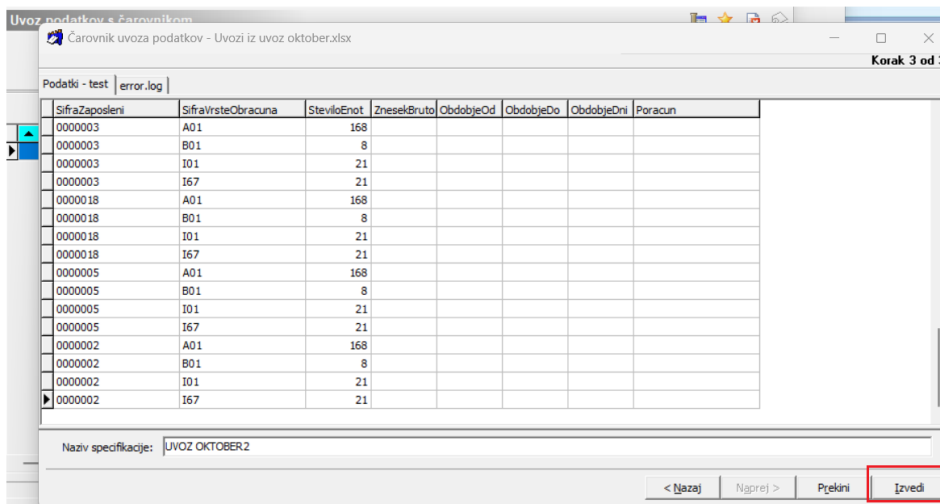 Uvoz podatkov s čarovnikom
Čarovnik uvoza podatkov - Uvozi iz uvoz oktober.xlsx
Korak 3 od
Podatki - test error.log
SifraZaposleni SifraVrsteObracuna SteviloEnot ZnesekBruto ObdobjeOd ObdobjeDo ObdobjeDni Poracun
0000003 A01 168
0000003 B01 8
0000003 I01 21
0000003 I67 21
0000018 A01 168
0000018 B01 8
0000018 I01 21
0000018 I67 21
0000005 A01 168
0000005 B01 8
0000005 I01 21
0000005 I67 21
0000002 A01 168
0000002 B01 8
0000002 I01 21
0000002 I67 21
Naziv specifikacije: UVOZ OKTOBER2
< Nazaj Naprej > Prekini Izvedi